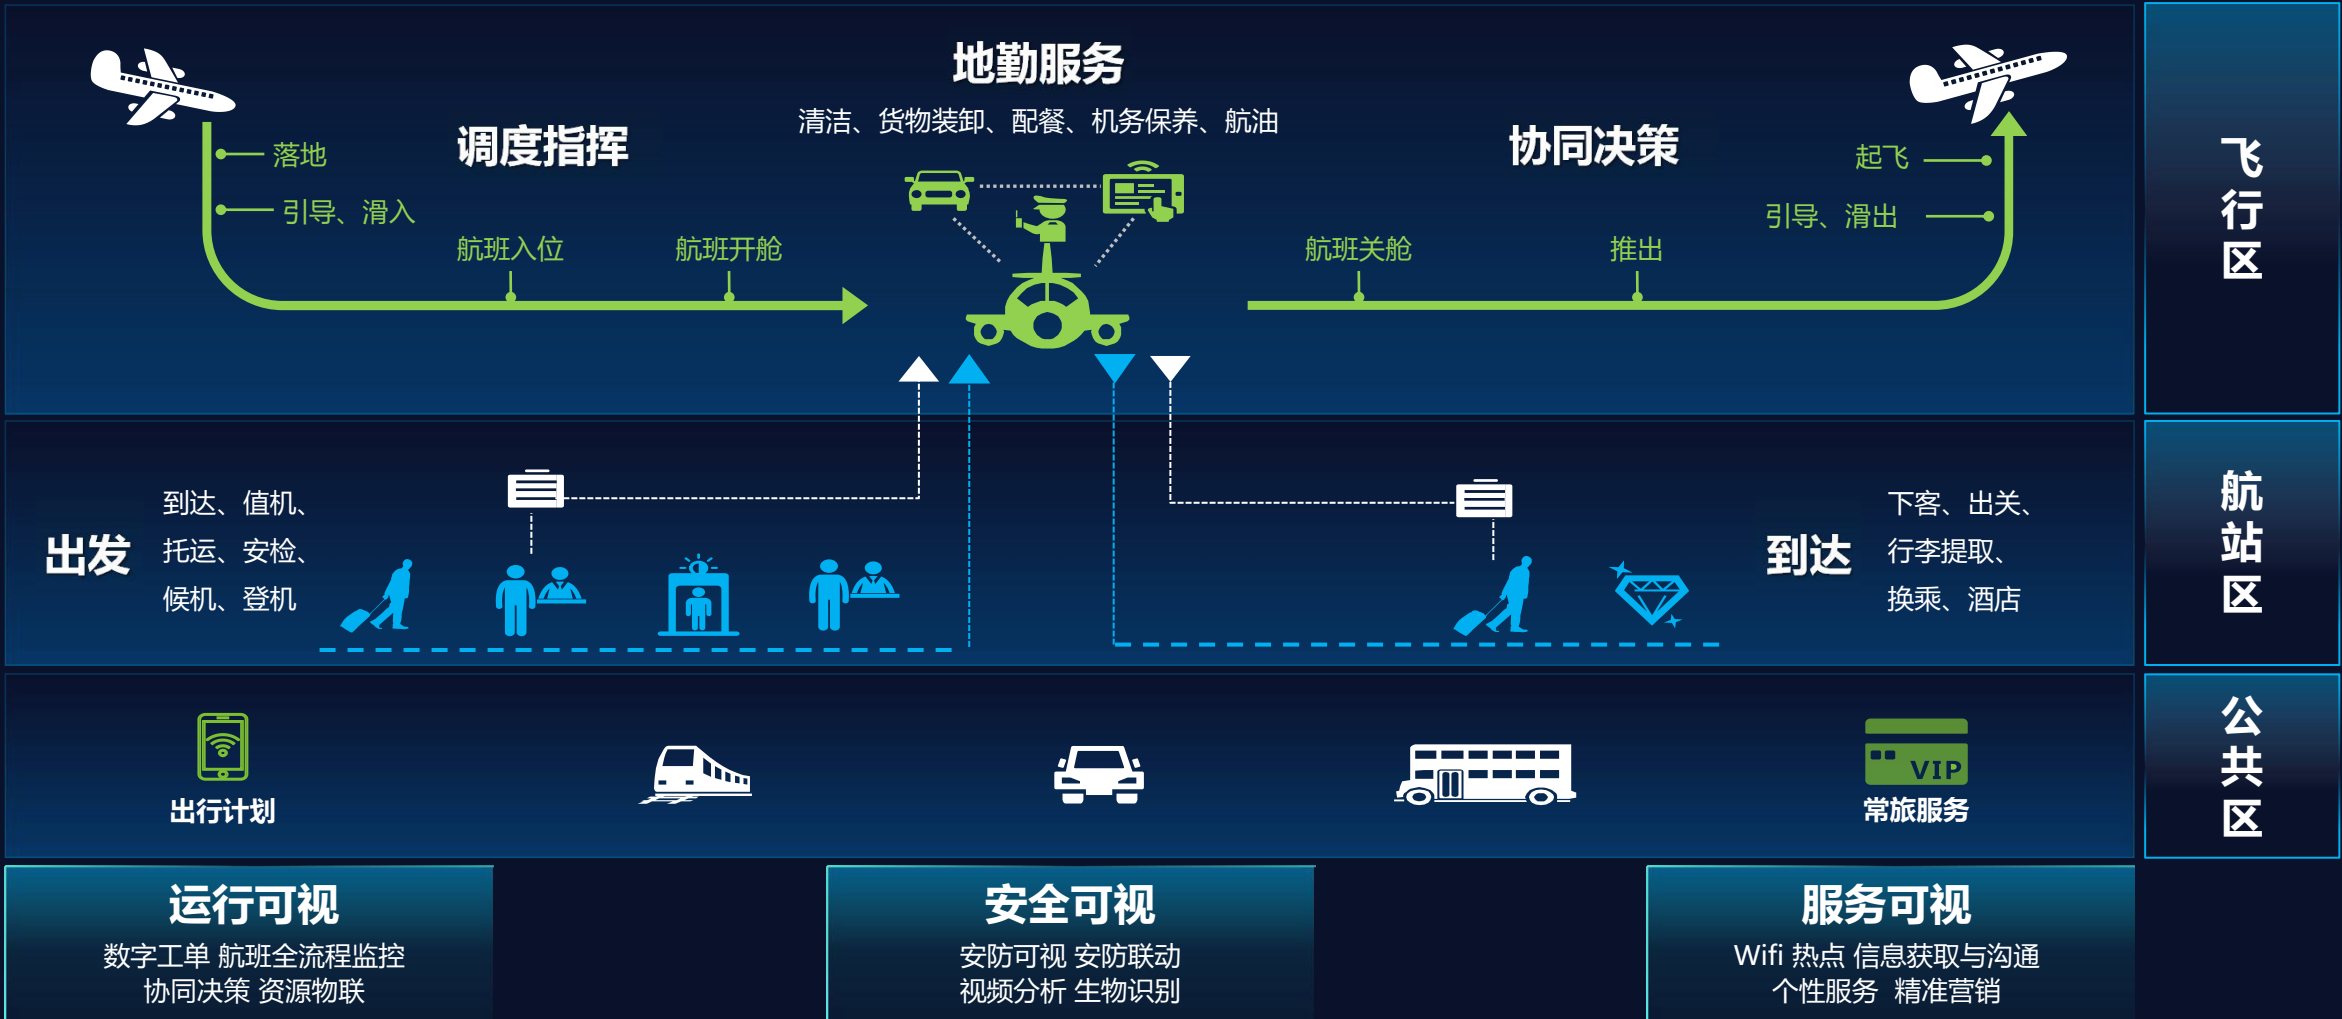 地勤服务
清洁、货物装卸、配餐、机务保养、航油
调度指挥
协同决策
落地
引导、滑入
航班入位
航班开舱
航班关舱
推出
起飞
引导、滑出
飞
行
区
出发
到达、值机、
托运、安检、
候机、登机
到达
下客、出关、
行李提取、
换乘、酒店
航
站
区
出行计划
VIP
常旅服务
公
共
区
运行可视
数字工单 航班全流程监控
协同决策 资源物联
安全可视
安防可视 安防联动
视频分析 生物识别
服务可视
Wifi 热点 信息获取与沟通
个性服务 精准营销